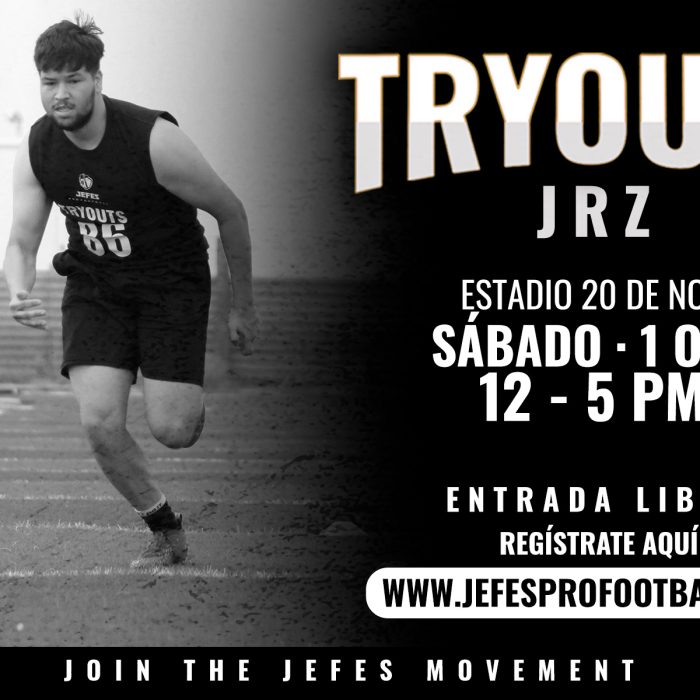 TRYOU
JRZ
ESTADIO 20 DE NO
SÁBADO · 1 O
12 - 5 PM
ENTRADA LIB
REGÍSTRATE AQUÍ
WWW.JEFESPROFOOTBA
JEFES
TRYOUTS
86
JOIN THE JEFES MOVEMENT